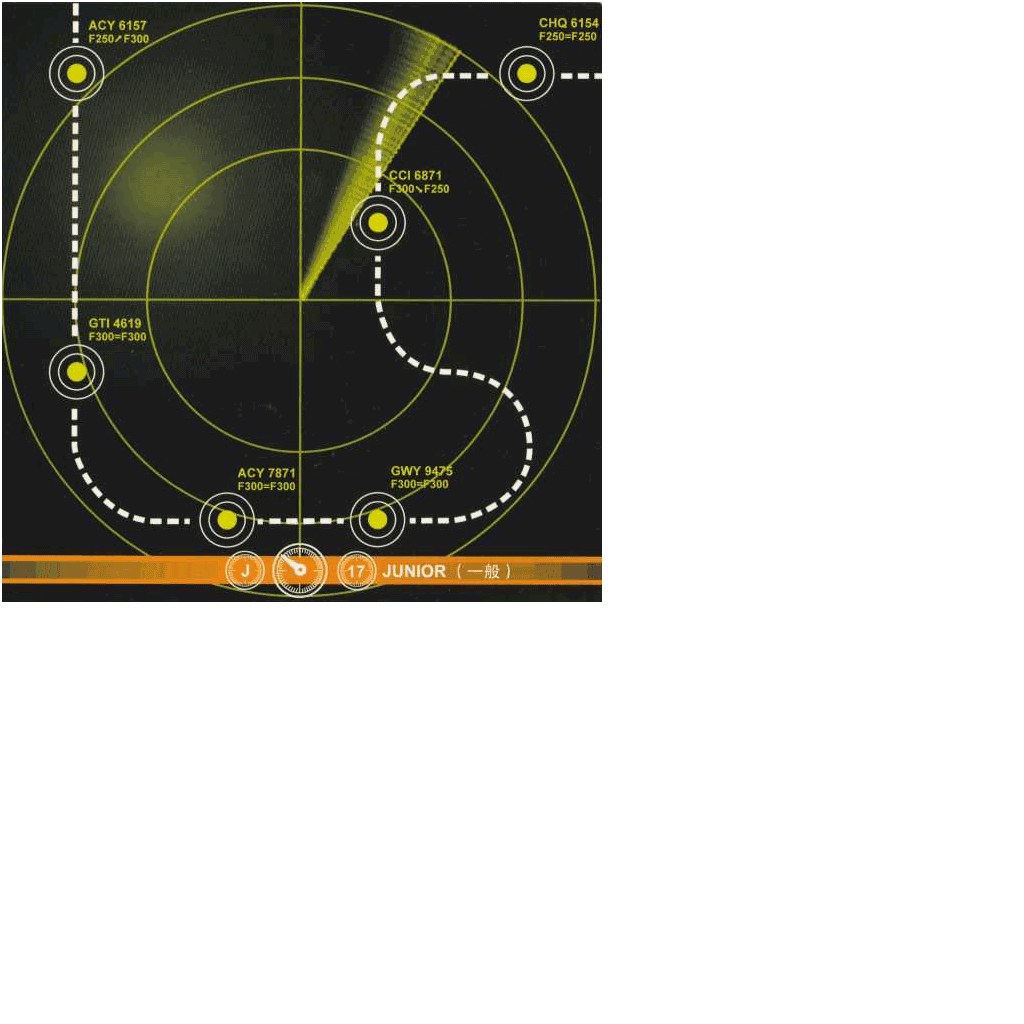 ACY 6157
F250➚F300
CHQ 6154
F250=F250
CCI 6871
F300➘F250
GTI 4619
F300=F300
ACY 7871
F300=F300
GWY 9475
F300=F300
J 17 JUNIOR (一般)